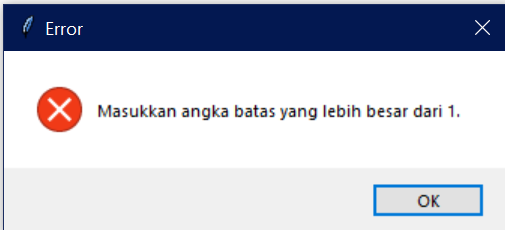 Error
Masukkan angka batas yang lebih besar dari 1.
OK